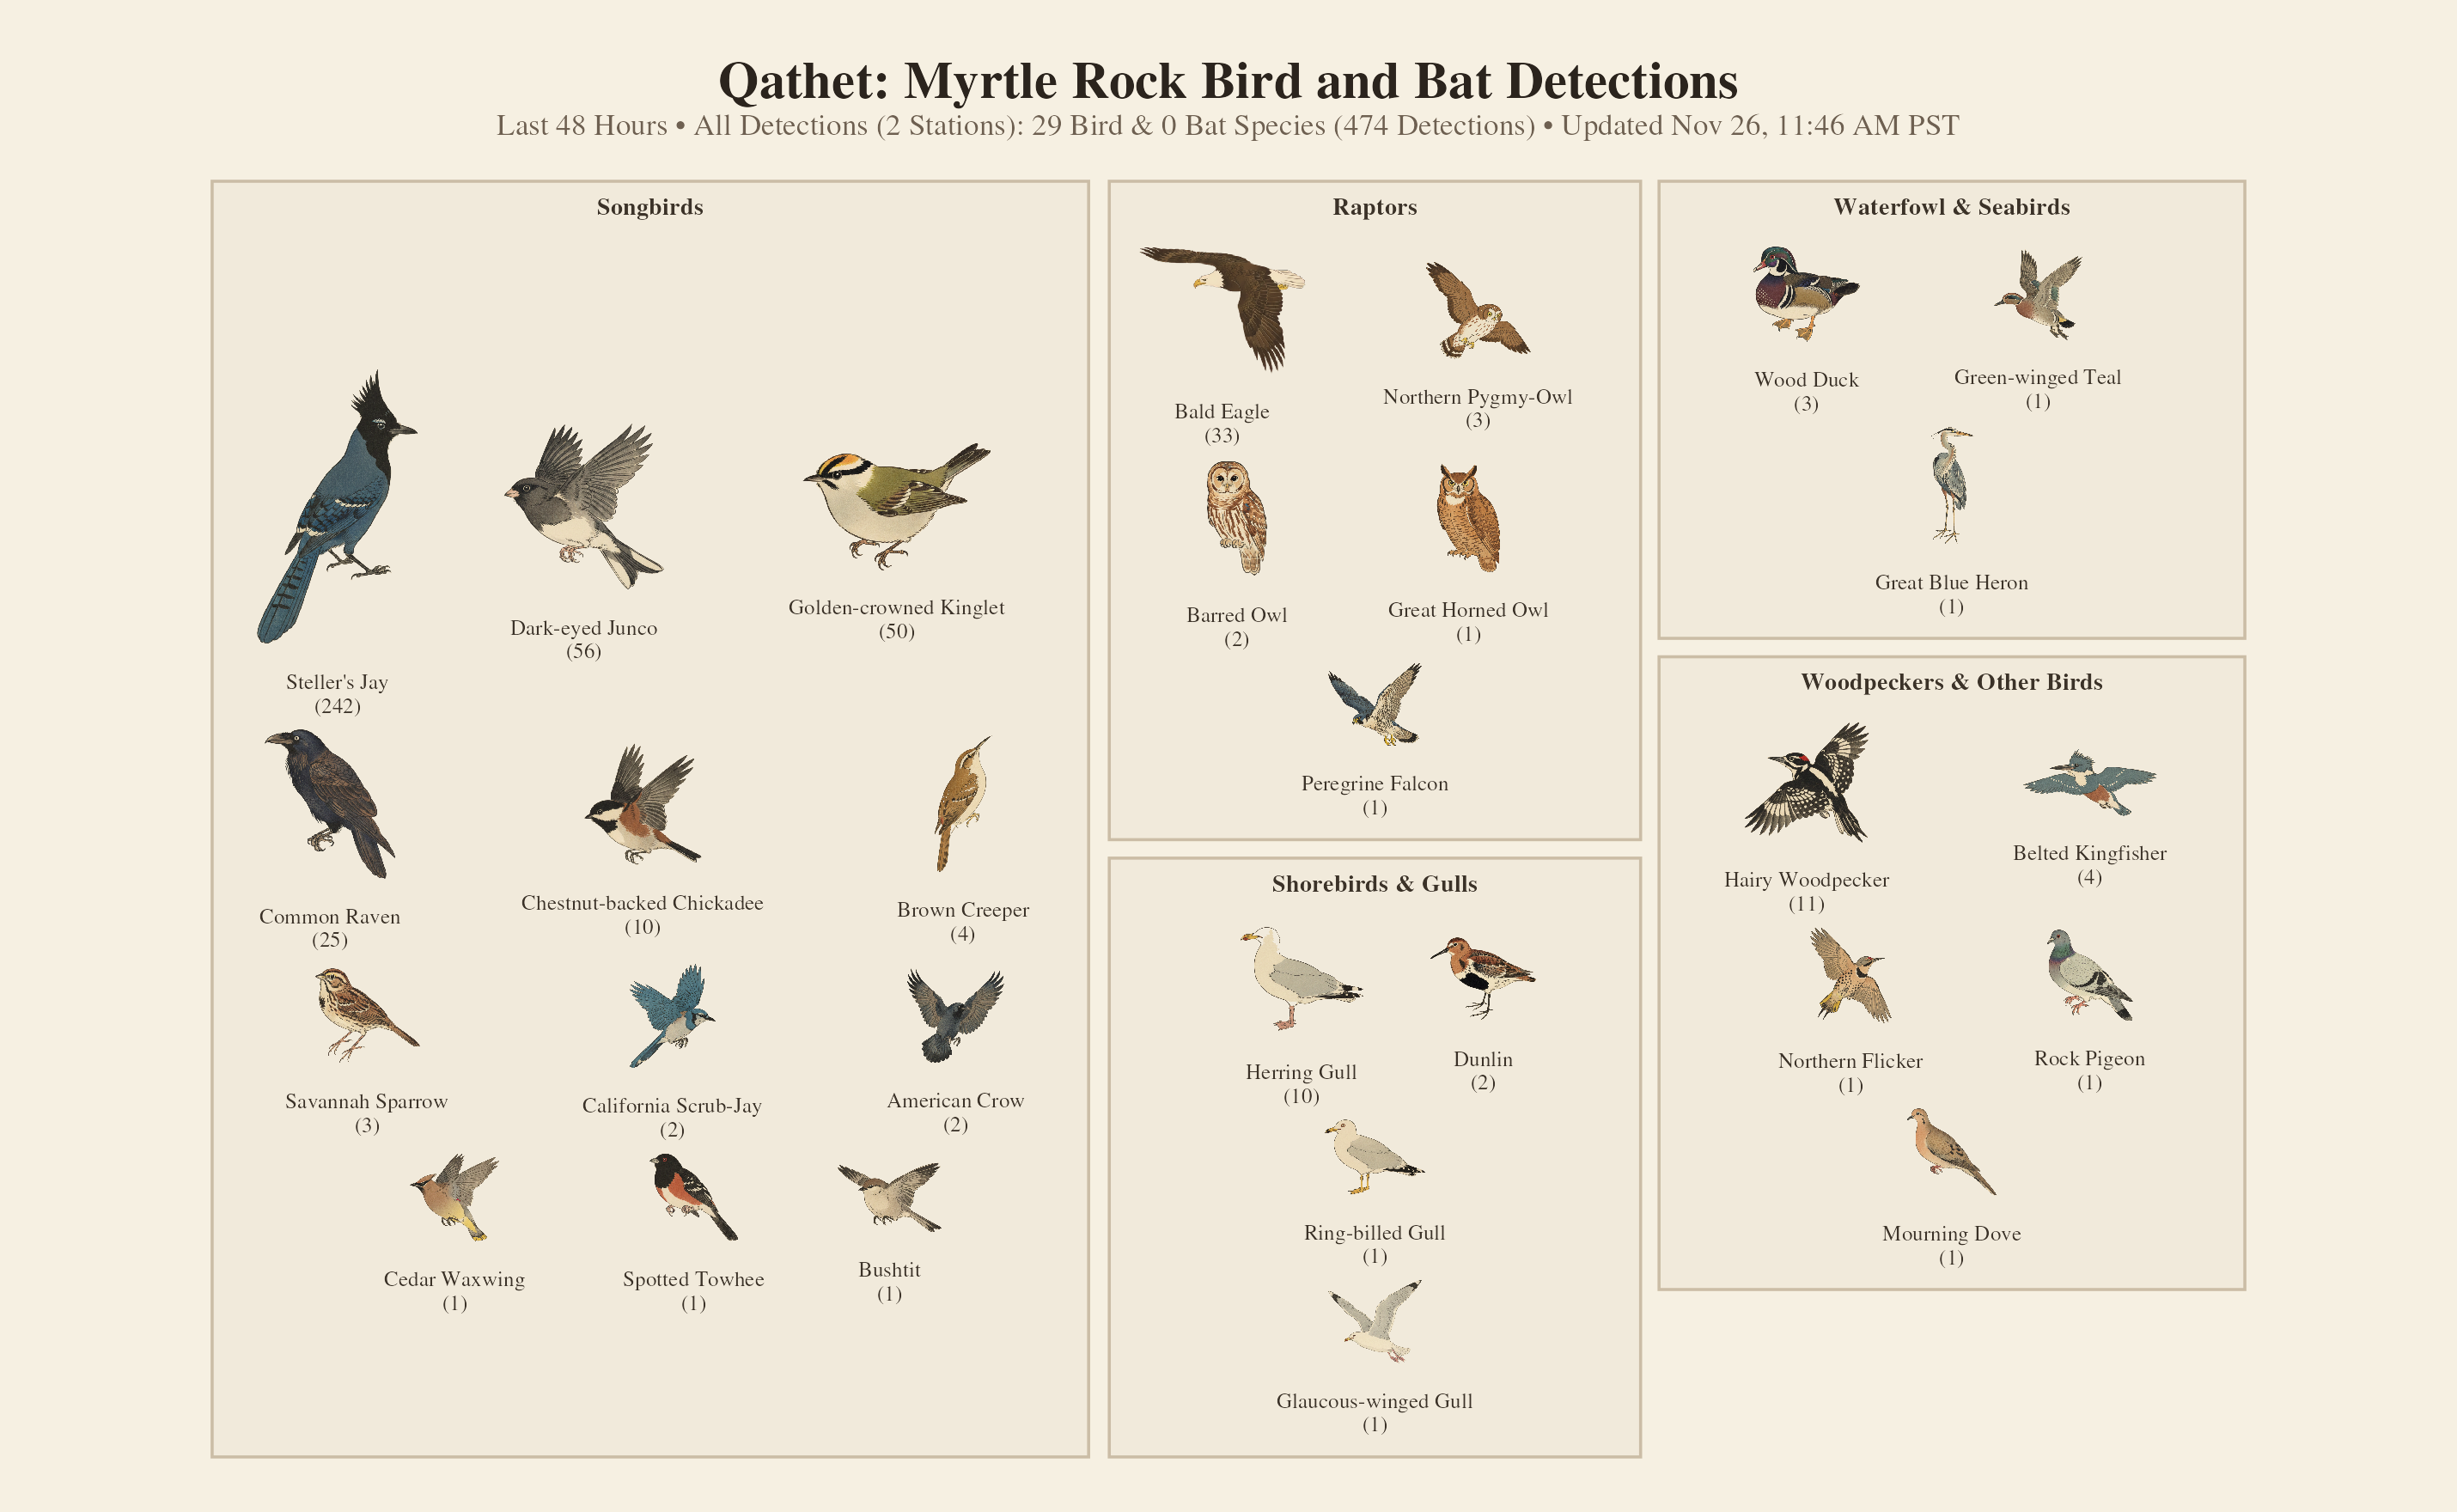 Qathet: Myrtle Rock Bird and Bat Detections
Last 48 Hours • All Detections (2 Stations): 29 Bird & 0 Bat Species (474 Detections) • Updated Nov 26, 11:46 AM PST
Songbirds
Steller's Jay
(242)
Dark-eyed Junco
(56)
Golden-crowned Kinglet
(50)
Common Raven
(25)
Chestnut-backed Chickadee
(10)
Brown Creeper
(4)
Savannah Sparrow
(3)
California Scrub-Jay
(2)
American Crow
(2)
Cedar Waxwing
(1)
Spotted Towhee
(1)
Bushtit
(1)
Raptors
Bald Eagle
(33)
Northern Pygmy-Owl
(3)
Barred Owl
(2)
Great Horned Owl
(1)
Peregrine Falcon
(1)
Shorebirds & Gulls
Herring Gull
(10)
Dunlin
(2)
Ring-billed Gull
(1)
Glaucous-winged Gull
(1)
Waterfowl & Seabirds
Wood Duck
(3)
Green-winged Teal
(1)
Great Blue Heron
(1)
Woodpeckers & Other Birds
Hairy Woodpecker
(11)
Belted Kingfisher
(4)
Northern Flicker
(1)
Rock Pigeon
(1)
Mourning Dove
(1)